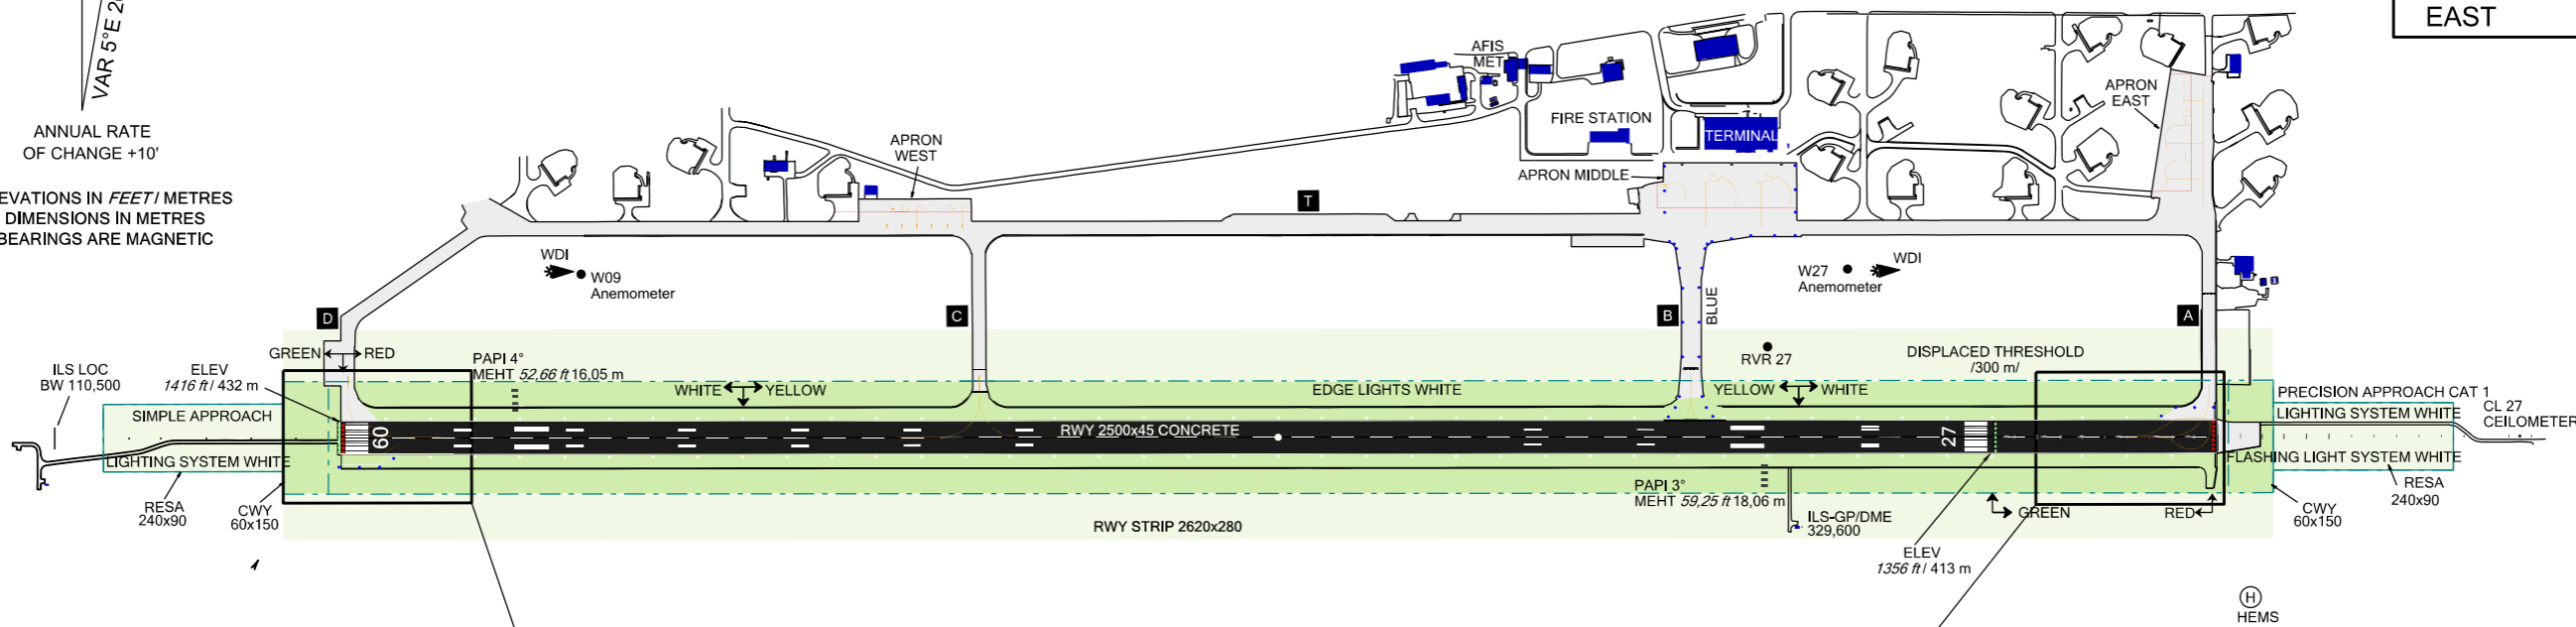 EAST
VAR 5°E
ANNUAL RATE
OF CHANGE +10'
EVATIONS IN FEET / METRES
DIMENSIONS IN METRES
BEARINGS ARE MAGNETIC
AFIS
MET
FIRE STATION
TERMINAL
APRON
EAST
APRON
WEST
APRON MIDDLE
T
WDI
W09
Anemometer
W27
Anemometer
WDI
D
C
B
BLUE
A
GREEN
RED
PAPI 4°
MEHT 52,66 ft 16,05 m
RVR 27
DISPLACED THRESHOLD
/300 m/
ILS LOC
BW 110,500
ELEV
1416 ft / 432 m
WHITE
YELLOW
EDGE LIGHTS WHITE
YELLOW
WHITE
PRECISION APPROACH CAT 1
LIGHTING SYSTEM WHITE
CL 27
CEILOMETER
SIMPLE APPROACH
LIGHTING SYSTEM WHITE
09
RWY 2500x45 CONCRETE
27
FLASHING LIGHT SYSTEM WHITE
RESA
240x90
CWY
60x150
PAPI 3°
MEHT 59,25 ft 18,06 m
ILS-GP/DME
329,600
RWY STRIP 2620x280
GREEN
RED
CWY
60x150
RESA
240x90
ELEV
1356 ft / 413 m
H
HEMS